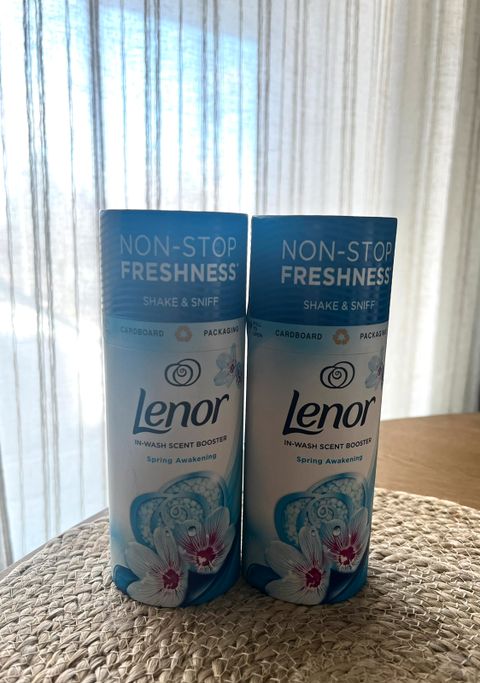 NON-STOP
FRESHNESS*
SHAKE & SNIFF
CARDBOARD PACKAGING
Lenor
IN-WASH SCENT BOOSTER
Spring Awakening
NON-STOP
FRESHNESS*
SHAKE & SNIFF
CARDBOARD PACKAGING
Lenor
IN-WASH SCENT BOOSTER
Spring Awakening